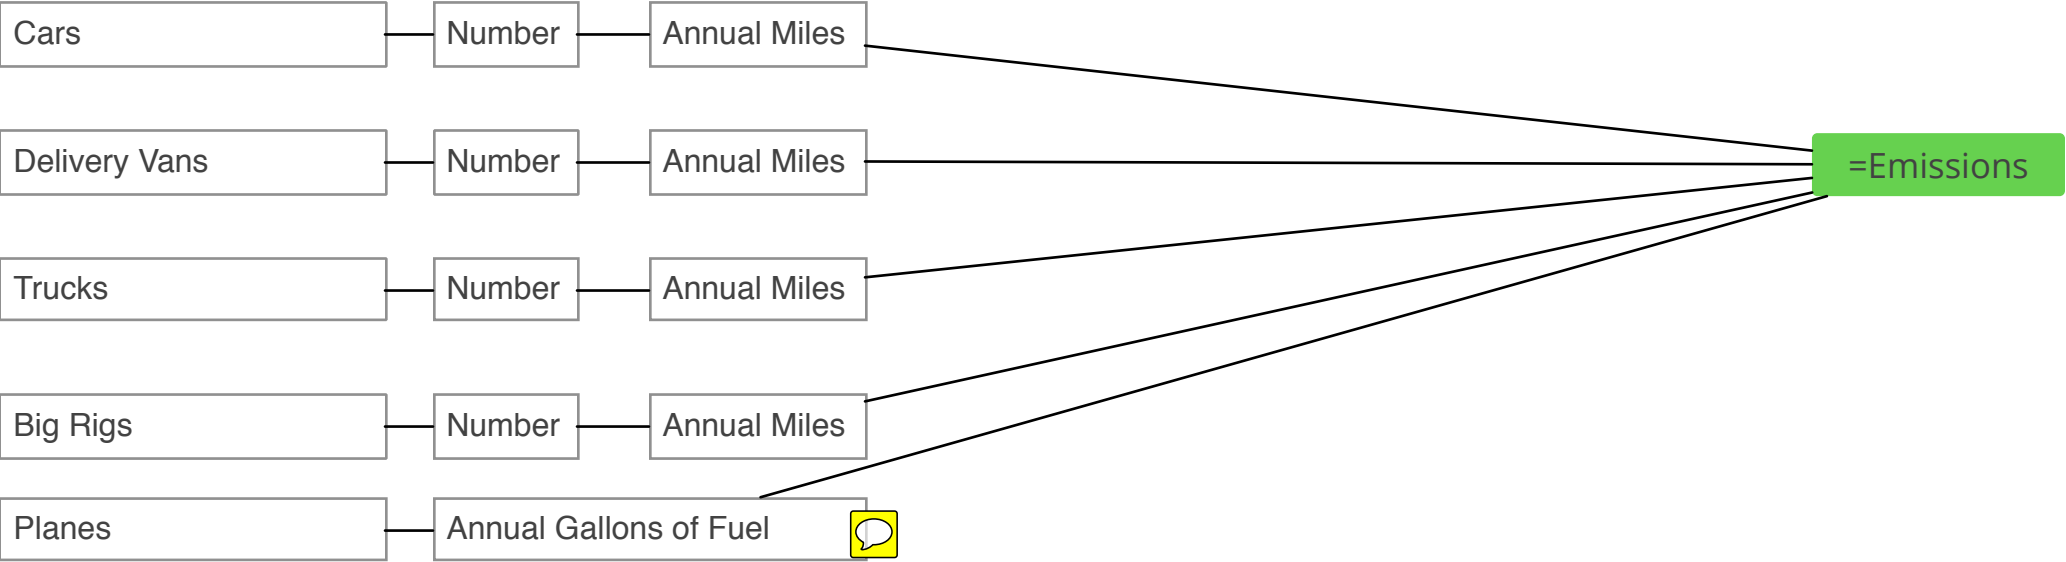 Cars Number Annual Miles
Delivery Vans Number Annual Miles =Emissions
Trucks Number Annual Miles
Big Rigs Number Annual Miles
Planes Annual Gallons of Fuel